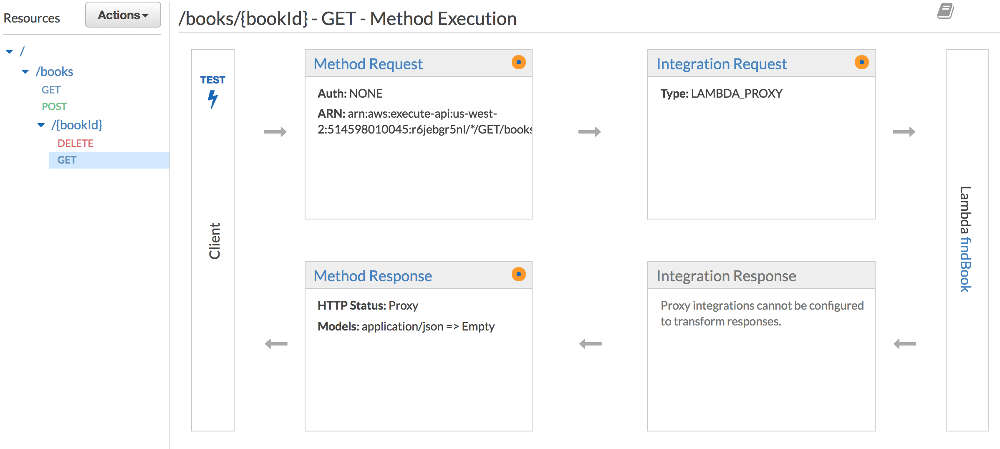 Resources
Actions
/
/books
GET
POST
/{bookId}
DELETE
GET
/books/{bookId} - GET - Method Execution
TEST
Client
Method Request
Auth: NONE
ARN: arn:aws:execute-api:us-west-
2:514598010045:r6jebgr5nl/*/GET/books
Integration Request
Type: LAMBDA_PROXY
Lambda findBook
Method Response
HTTP Status: Proxy
Models: application/json => Empty
Integration Response
Proxy integrations cannot be configured
to transform responses.